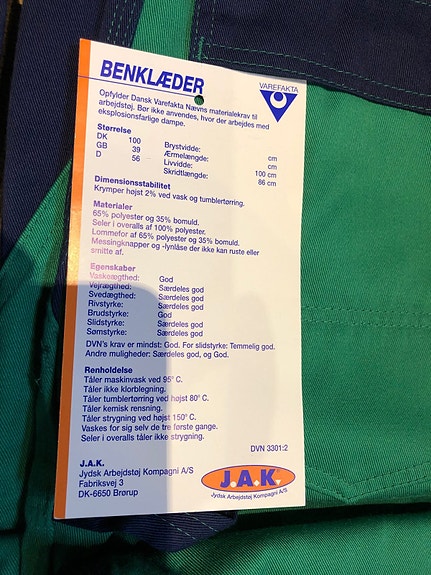 BENKLÆDER
VAREFAKTA
Opfylder Dansk Varefakta Nævns materialekrav til
arbejdstøj. Bør ikke anvendes, hvor der arbejdes med
eksplosionsfarlige dampe.
Størrelse
DK 100
GB 39
D 56
Brystvidde: cm
Ærmelængde: cm
Livvidde: 100 cm
Skridtlængde: 86 cm
Dimensionsstabilitet
Krymper højst 2% ved vask og tumblertørring.
Materialer
65% polyester og 35% bomuld.
Seler i overalls af 100% polyester.
Lommefor af 65% polyester og 35% bomuld.
Messingknapper og -lynlåse der ikke kan ruste eller
smitte af.
Egenskaber
Vaskeægthed: God
Vejrægthed: Særdeles god
Svedægthed: Særdeles god
Rivstyrke: Særdeles god
Brudstyrke: God
Slidstyrke: Særdeles god
Sømstyrke: Særdeles god
DVN's krav er mindst: God. For slidstyrke: Temmelig god.
Andre muligheder: Særdeles god, og God.
Renholdelse
Tåler maskinvask ved 95° C.
Tåler ikke klorblegning.
Tåler tumblertørring ved højst 80° C.
Tåler kemisk rensning.
Tåler strygning ved højst 150° C.
Vaskes for sig selv de tre første gange.
Seler i overalls tåler ikke strygning.
DVN 3301:2
J.A.K.
Jydsk Arbejdstøj Kompagni A/S
Fabriksvej 3
DK-6650 Brørup
J.A.K.
Jydsk Arbejdstøj Kompagni A/S